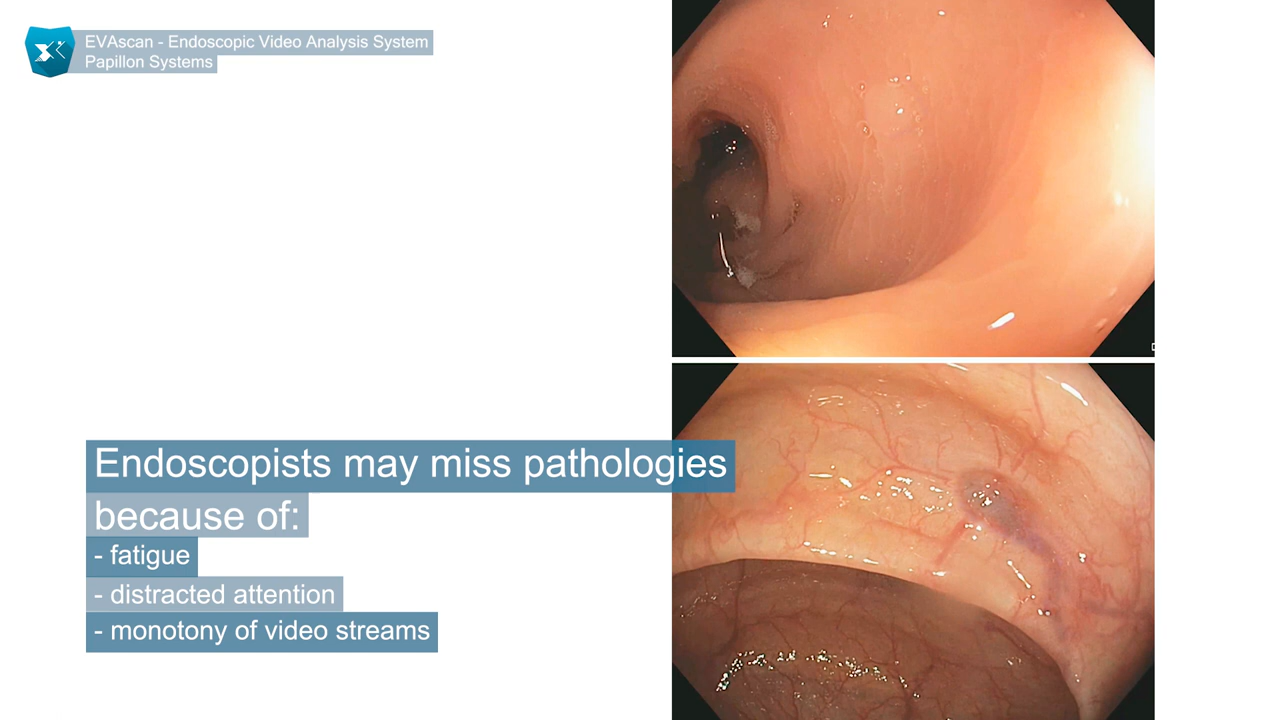 EVAscan - Endoscopic Video Analysis System
Papillon Systems
Endoscopists may miss pathologies
because of:
- fatigue
- distracted attention
- monotony of video streams